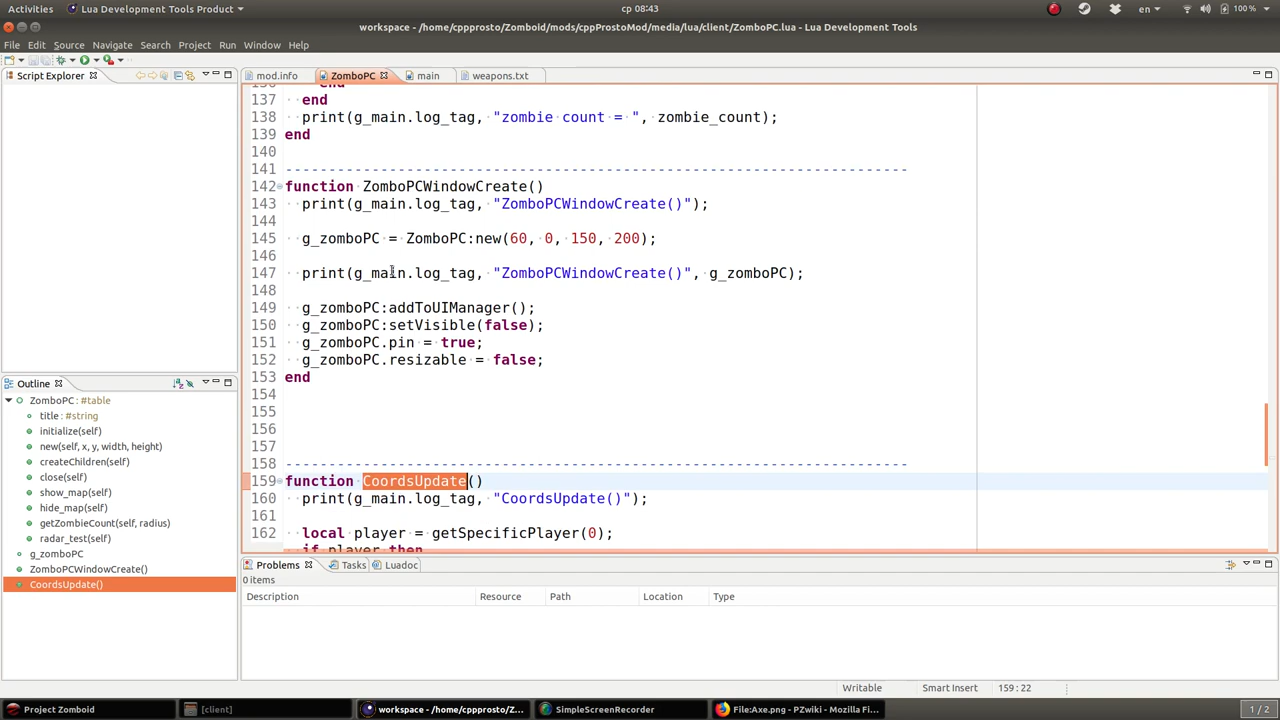 Activities
Lua Development Tools Product
ср 08:43
en
100 %
workspace - /home/cppprosto/Zomboid/mods/cppProstoMod/media/lua/client/ZomboPC.lua - Lua Development Tools
File Edit Source Navigate Search Project Run Window Help
Script Explorer
mod.info ZomboPC main weapons.txt
137 end
138 print(g_main.log_tag, "zombie count = ", zombie_count);
139 end
140
141 ------------------------------------------------------------------------
142 function ZomboPCWindowCreate()
143 print(g_main.log_tag, "ZomboPCWindowCreate()");
144
145 g_zomboPC = ZomboPC:new(60, 0, 150, 200);
146
147 print(g_main.log_tag, "ZomboPCWindowCreate()", g_zomboPC);
148
149 g_zomboPC:addToUIManager();
150 g_zomboPC:setVisible(false);
151 g_zomboPC.pin = true;
152 g_zomboPC.resizable = false;
153 end
154
155
156
157
158 ------------------------------------------------------------------------
159 function CoordsUpdate()
160 print(g_main.log_tag, "CoordsUpdate()");
161
162 local player = getSpecificPlayer(0);
if player then
Outline
ZomboPC: #table
title : #string
initialize(self)
new(self, x, y, width, height)
createChildren(self)
close(self)
show_map(self)
hide_map(self)
getZombieCount(self, radius)
radar_test(self)
g_zomboPC
ZomboPCWindowCreate()
CoordsUpdate()
Problems Tasks Luadoc
0 items
Description Resource Path Location Type
Writable Smart Insert 159 : 22
Project Zomboid
[client]
workspace - /home/cppprosto/Z...
SimpleScreenRecorder
File:Axe.png - PZwiki - Mozilla Fi...
1 / 2